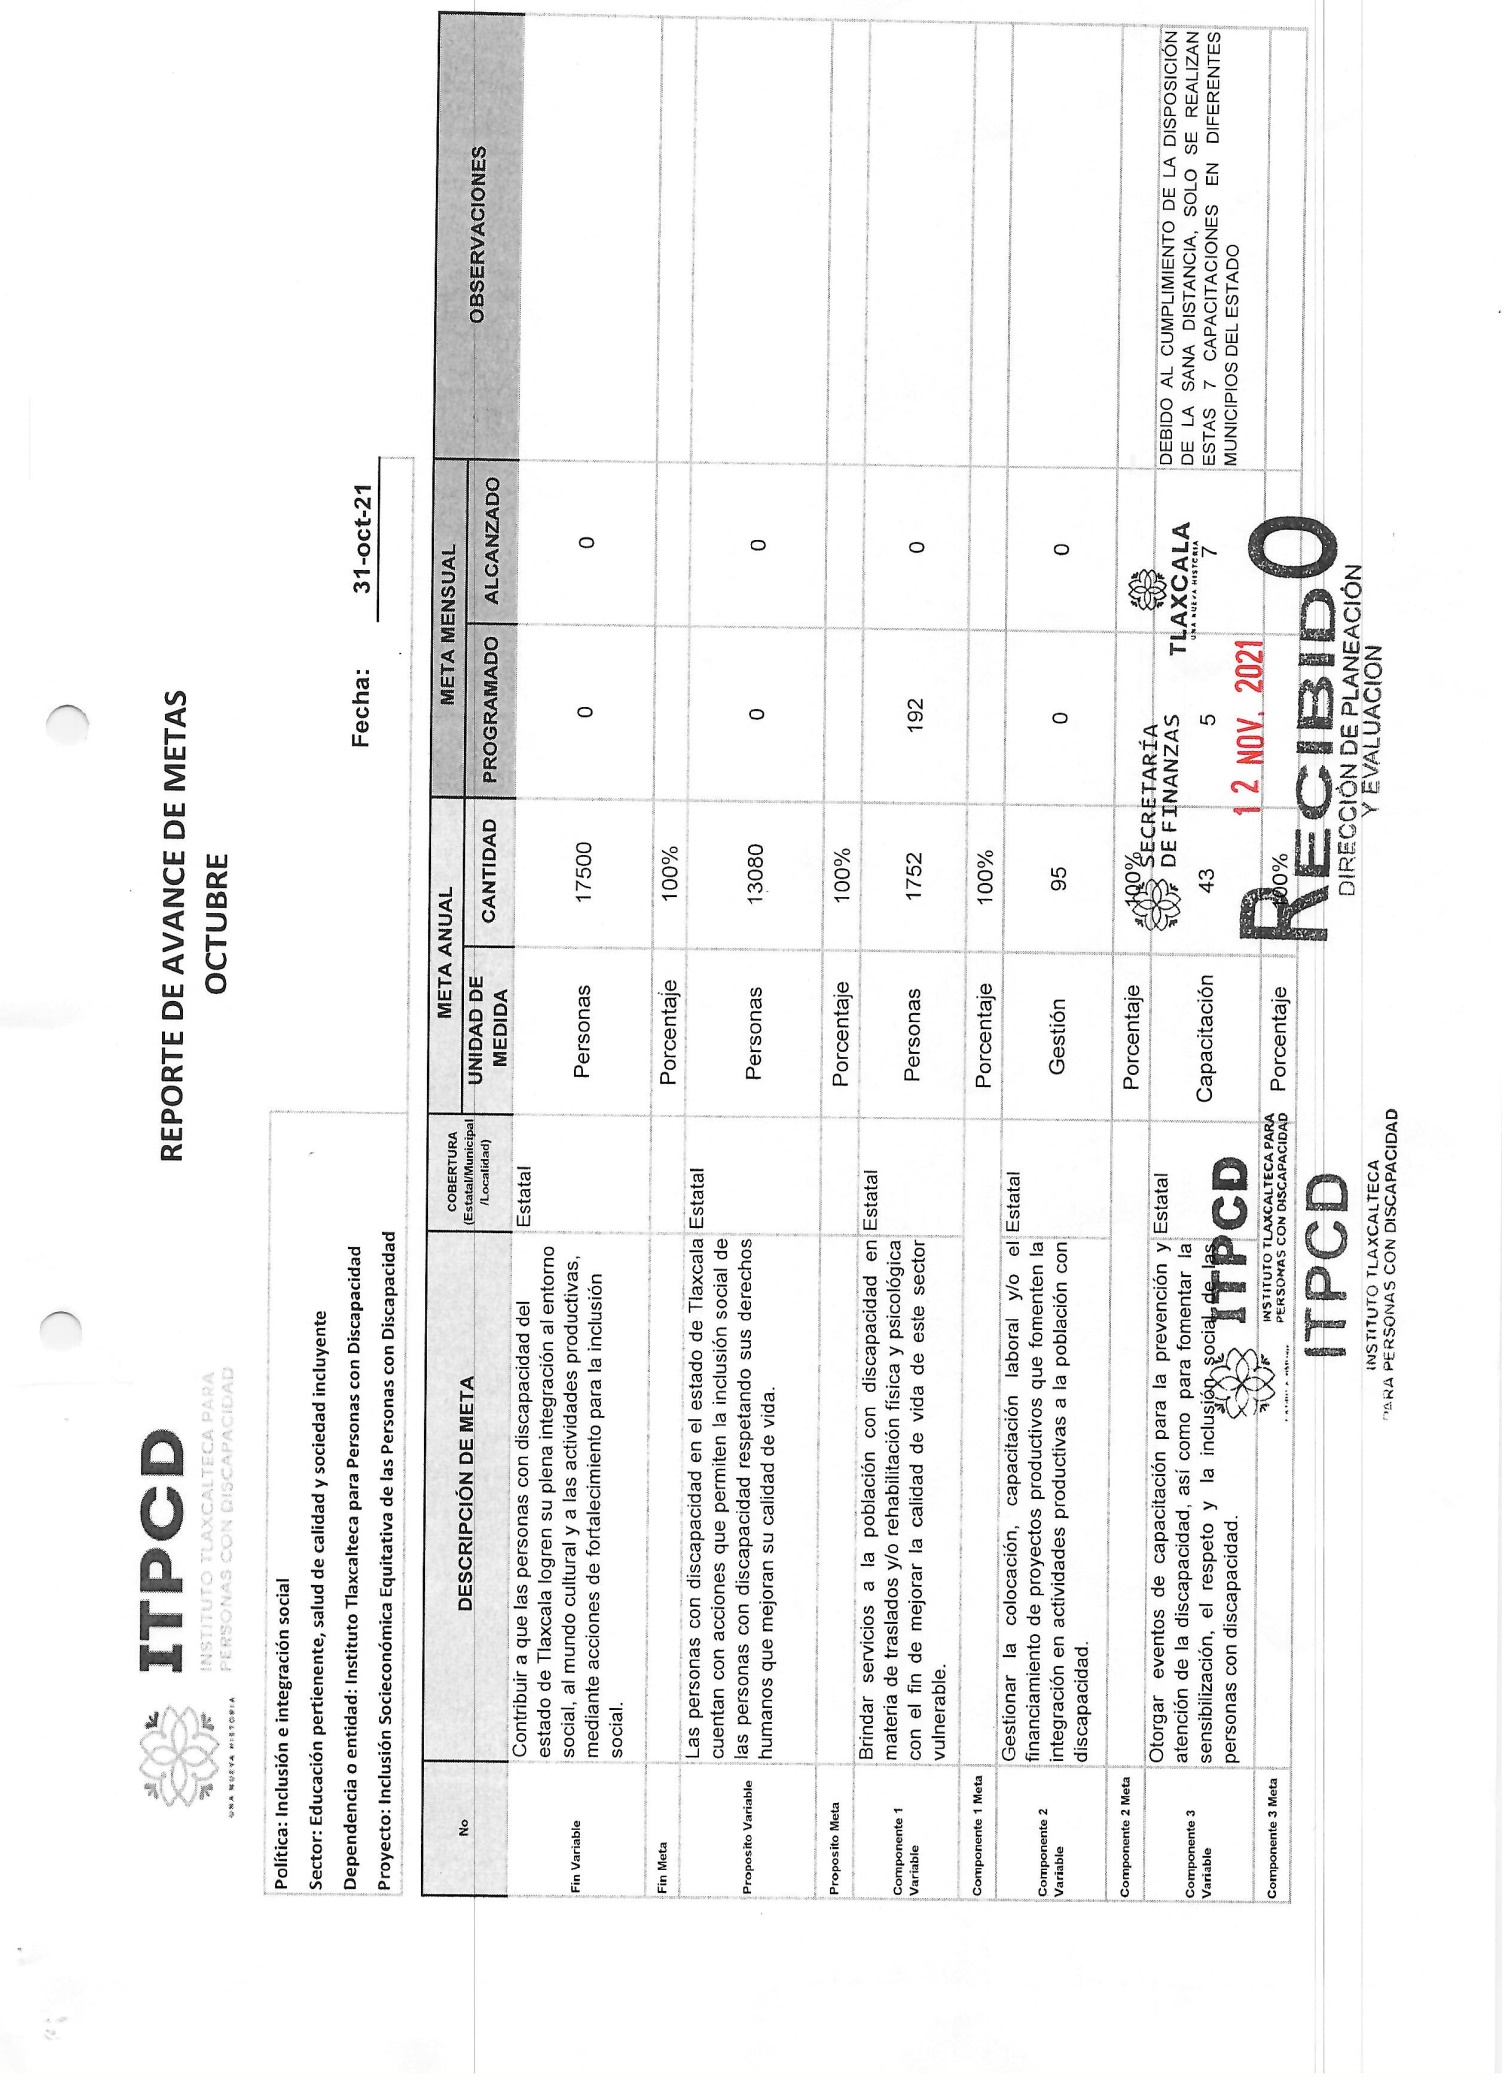 ITPCD
INSTITUTO TLAXCALTECA PARA
PERSONAS CON DISCAPACIDAD
UNA NUEVA HISTORIA
REPORTE DE AVANCE DE METAS
OCTUBRE
Fecha: 31-oct-21
Política: Inclusión e integración social
Sector: Educación pertiente, salud de calidad y sociedad incluyente
Dependencia o entidad: Instituto Tlaxcalteca para Personas con Discapacidad
Proyecto: Inclusión Socieconómica Equitativa de las Personas con Discapacidad
No
DESCRIPCIÓN DE META
COBERTURA
(Estatal/Municipal
/Localidad)
META ANUAL
UNIDAD DE
MEDIDA
CANTIDAD
META MENSUAL
PROGRAMADO
ALCANZADO
OBSERVACIONES
Fin Variable
Contribuir a que las personas con discapacidad del
estado de Tlaxcala logren su plena integración al entorno
social, al mundo cultural y a las actividades productivas,
mediante acciones de fortalecimiento para la inclusión
social.
Estatal
Personas
17500
0
0
Fin Meta
Porcentaje
100%
Proposito Variable
Las personas con discapacidad en el estado de Tlaxcala
cuentan con acciones que permiten la inclusión social de
las personas con discapacidad respetando sus derechos
humanos que mejoran su calidad de vida.
Estatal
Personas
13080
0
0
Proposito Meta
Porcentaje
100%
Componente 1
Variable
Brindar servicios a la población con discapacidad en
materia de traslados y/o rehabilitación física y psicológica
con el fin de mejorar la calidad de vida de este sector
vulnerable.
Estatal
Personas
1752
192
0
Componente 1 Meta
Porcentaje
100%
Componente 2
Variable
Gestionar la colocación, capacitación laboral y/o el
financiamiento de proyectos productivos que fomenten la
integración en actividades productivas a la población con
discapacidad.
Estatal
Gestión
95
0
0
Componente 2 Meta
Porcentaje
100%
Componente 3
Variable
Otorgar eventos de capacitación para la prevención y
atención de la discapacidad, así como para fomentar la
sensibilización, el respeto y la inclusión social de las
personas con discapacidad.
Estatal
Capacitación
43
5
7
DEBIDO AL CUMPLIMIENTO DE LA DISPOSICIÓN
DE LA SANA DISTANCIA, SOLO SE REALIZAN
ESTAS 7 CAPACITACIONES EN DIFERENTES
MUNICIPIOS DEL ESTADO
Componente 3 Meta
Porcentaje
100%
SECRETARÍA
DE FINANZAS
TLAXCALA
UNA NUEVA HISTORIA
12 NOV. 2021
RECIBIDO
DIRECCIÓN DE PLANEACIÓN
Y EVALUACION
ITPCD
INSTITUTO TLAXCALTECA PARA
PERSONAS CON DISCAPACIDAD
ITPCD
INSTITUTO TLAXCALTECA
PARA PERSONAS CON DISCAPACIDAD